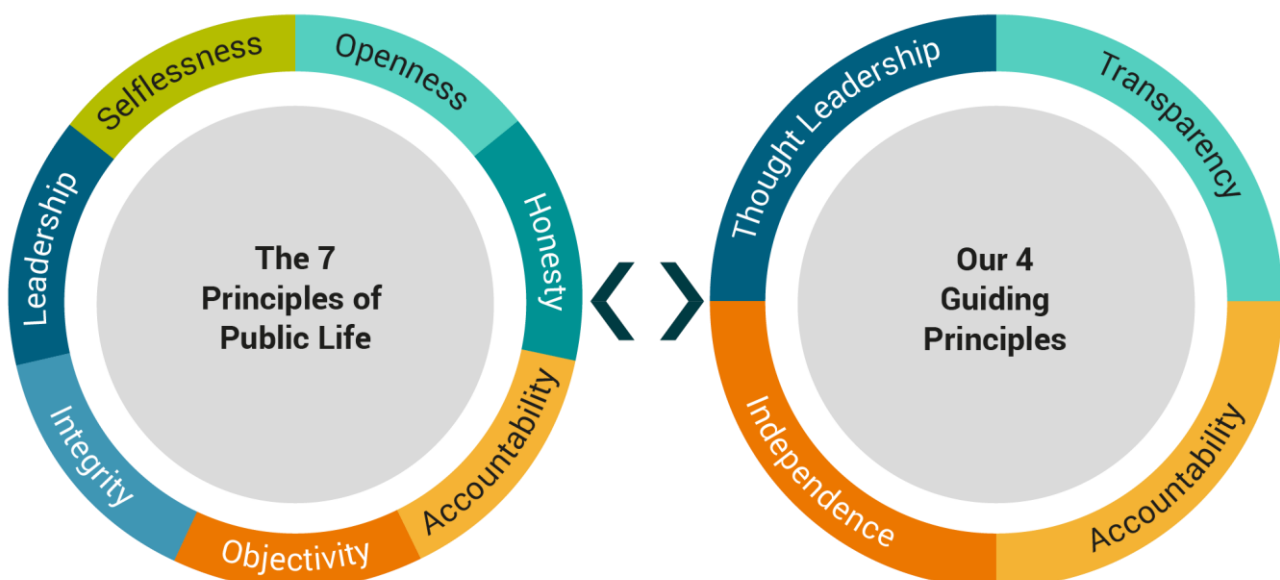 Selflessness
Openness
Honesty
Accountability
Objectivity
Integrity
Leadership
The 7
Principles of
Public Life
Thought Leadership
Transparency
Accountability
Independence
Our 4
Guiding
Principles